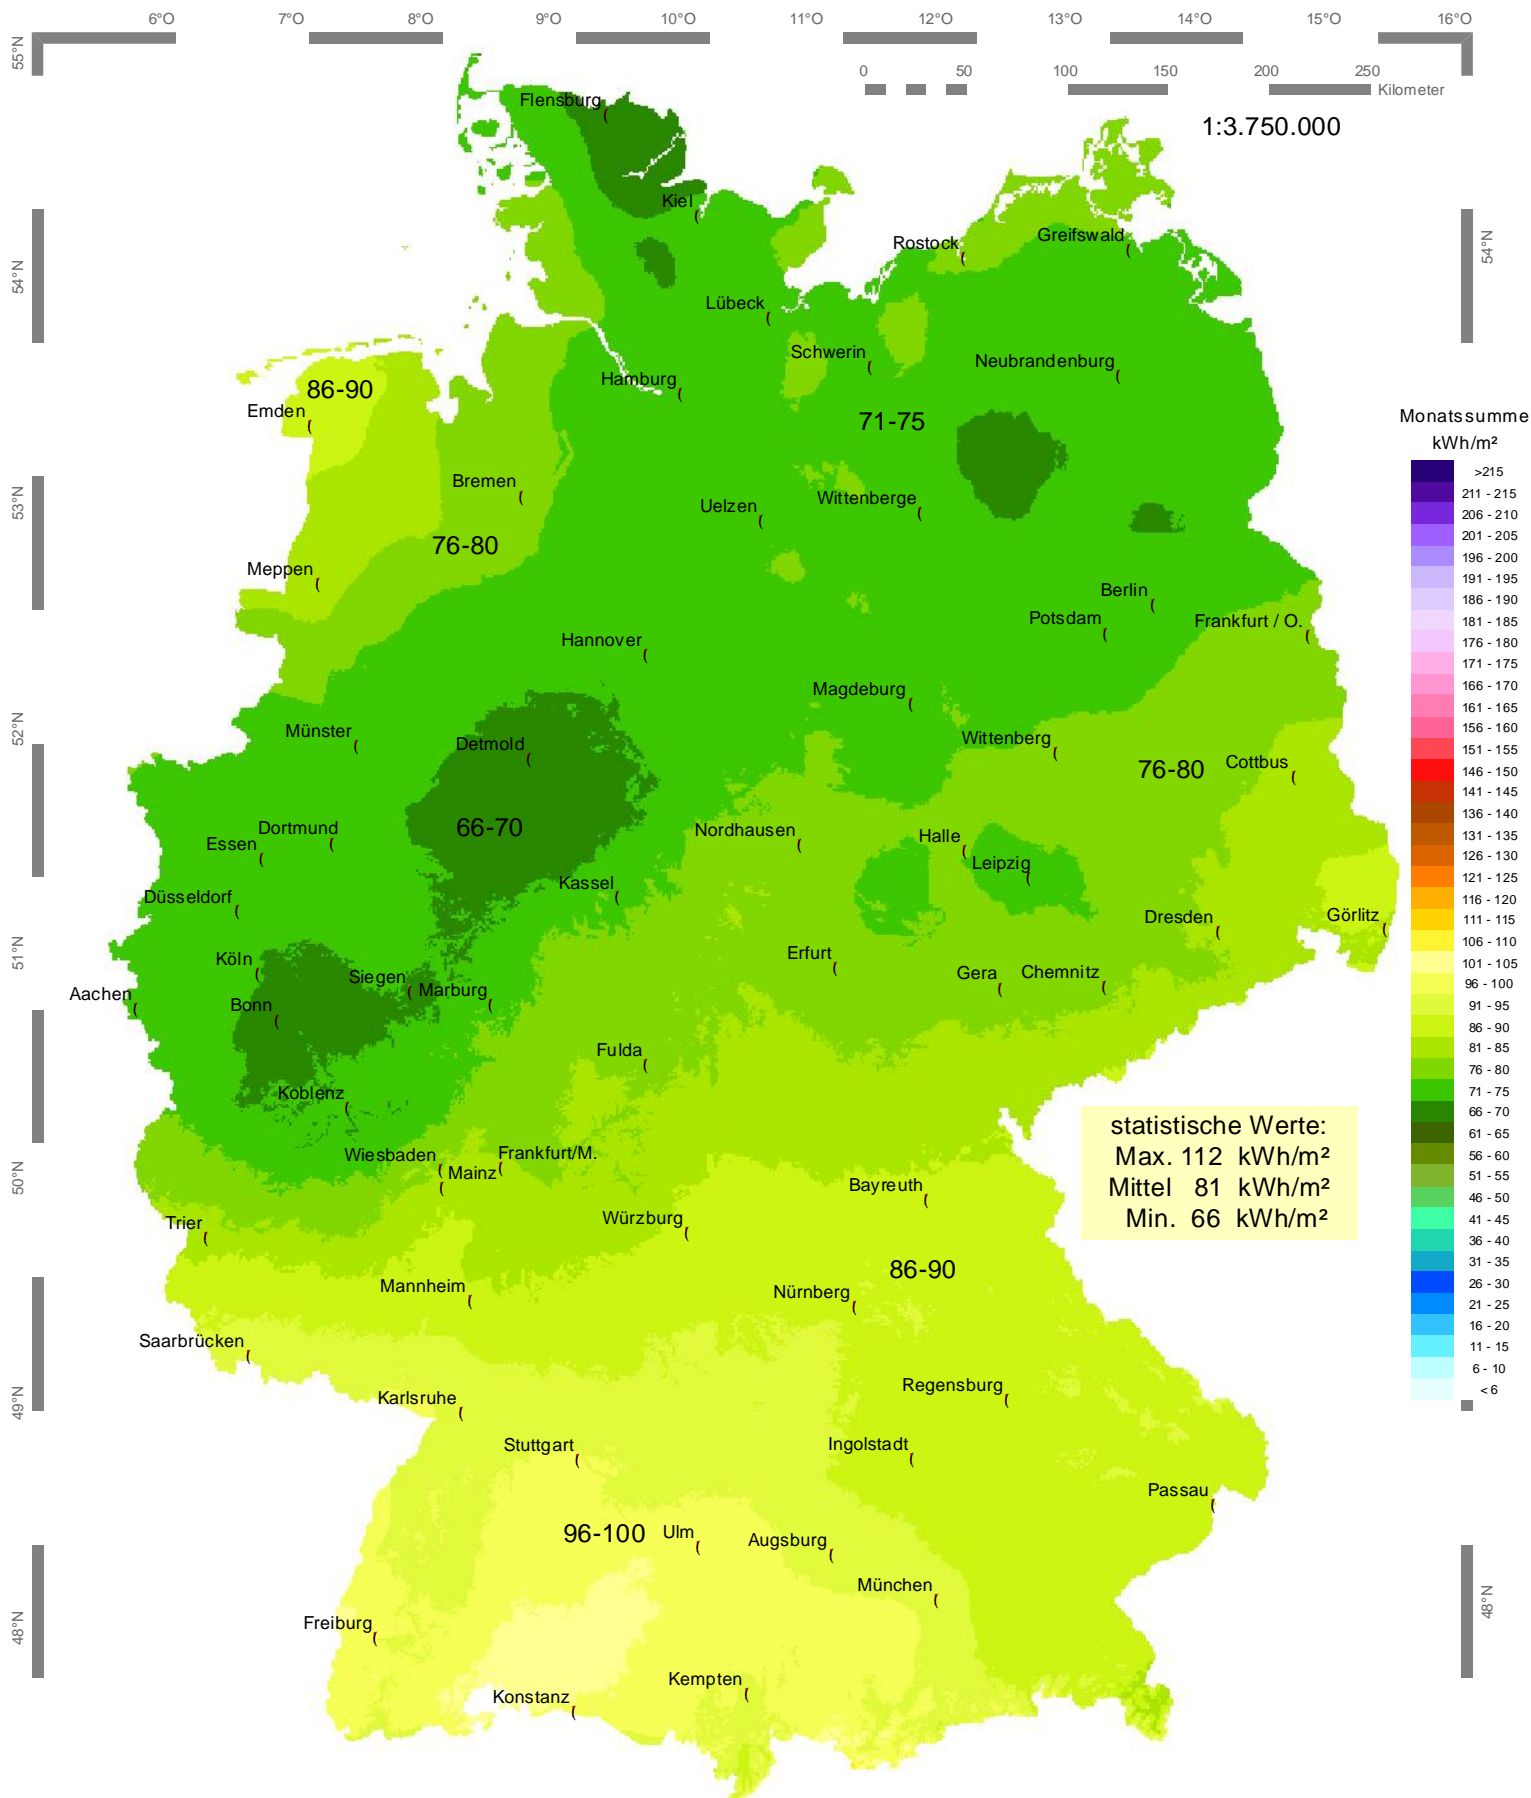 6°O 7°O 8°O 9°O 10°O 11°O 12°O 13°O 14°O 15°O 16°O
55°N
0 50 100 150 200 250
Kilometer
1:3.750.000
Flensburg
Kiel
Rostock
Greifswald
54°N
54°N
Lübeck
Schwerin
Neubrandenburg
Hamburg
86-90
Emden
71-75
Bremen
Uelzen
Wittenberge
53°N
76-80
Meppen
Berlin
Potsdam
Frankfurt / O.
Hannover
Magdeburg
52°N
Münster
Detmold
Wittenberg
76-80
Cottbus
66-70
Dortmund
Essen
Nordhausen
Halle
Leipzig
Düsseldorf
Kassel
Dresden
Görlitz
51°N
Köln
Siegen
Marburg
Erfurt
Gera
Chemnitz
Aachen
Bonn
Fulda
Koblenz
50°N
Wiesbaden
Mainz
Frankfurt/M.
Bayreuth
Trier
Würzburg
86-90
Mannheim
Nürnberg
Saarbrücken
49°N
Karlsruhe
Regensburg
Stuttgart
Ingolstadt
Passau
96-100
Ulm
Augsburg
München
48°N
48°N
Freiburg
Kempten
Konstanz
Monatssumme
kWh/m²
>215
211 - 215
206 - 210
201 - 205
196 - 200
191 - 195
186 - 190
181 - 185
176 - 180
171 - 175
166 - 170
161 - 165
156 - 160
151 - 155
146 - 150
141 - 145
136 - 140
131 - 135
126 - 130
121 - 125
116 - 120
111 - 115
106 - 110
101 - 105
96 - 100
91 - 95
86 - 90
81 - 85
76 - 80
71 - 75
66 - 70
61 - 65
56 - 60
51 - 55
46 - 50
41 - 45
36 - 40
31 - 35
26 - 30
21 - 25
16 - 20
11 - 15
6 - 10
< 6
statistische Werte:
Max. 112 kWh/m²
Mittel 81 kWh/m²
Min. 66 kWh/m²